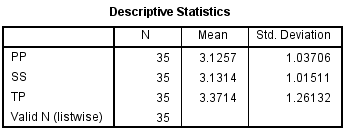 Descriptive Statistics
N Mean Std. Deviation
PP 35 3.1257 1.03706
SS 35 3.1314 1.01511
TP 35 3.3714 1.26132
Valid N (listwise) 35